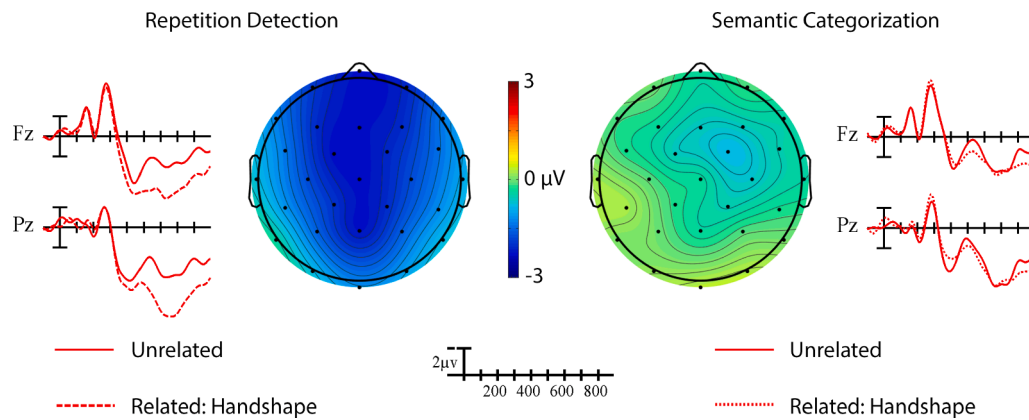 Repetition Detection
Semantic Categorization
Fz
Pz
3
0 μV
-3
Fz
Pz
Unrelated
Related: Handshape
2μv
200 400 600 800
Unrelated
Related: Handshape